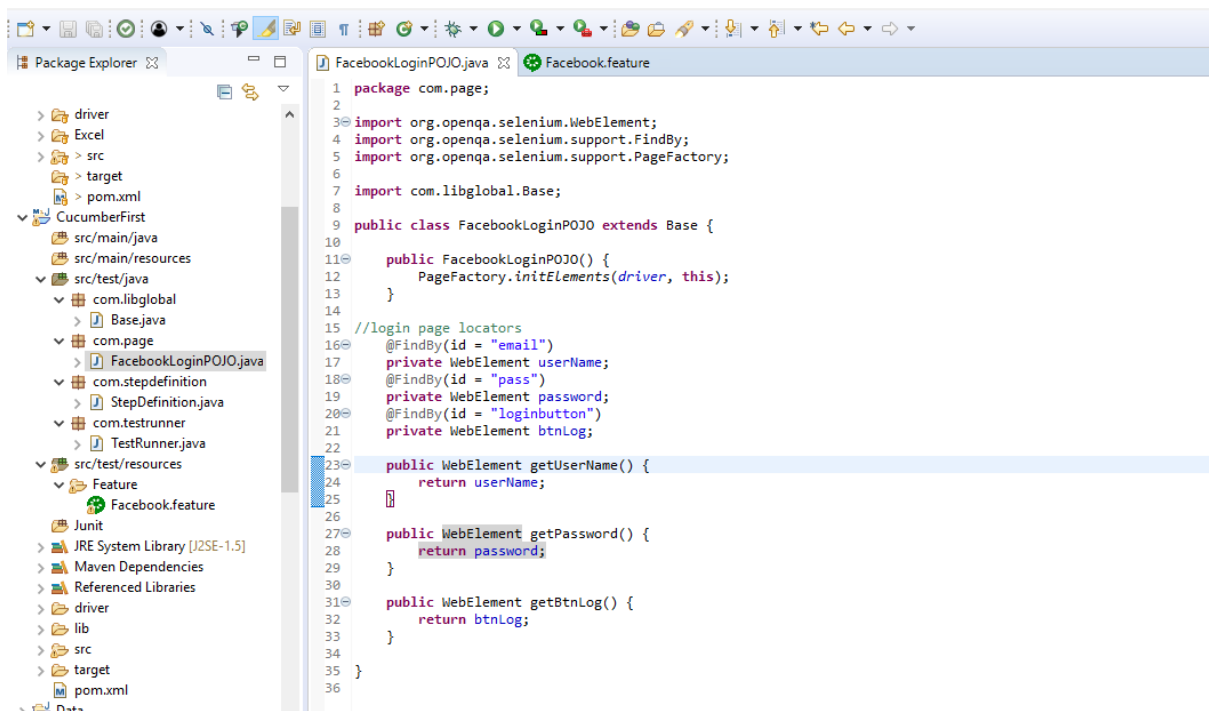 Package Explorer
> driver
> Excel
> > src
> target
> > pom.xml
CucumberFirst
src/main/java
src/main/resources
src/test/java
com.libglobal
> Base.java
com.page
> FacebookLoginPOJO.java
com.stepdefinition
> StepDefinition.java
com.testrunner
> TestRunner.java
src/test/resources
Feature
Facebook.feature
Junit
> JRE System Library [J2SE-1.5]
> Maven Dependencies
> Referenced Libraries
> driver
> lib
> src
> target
pom.xml
> Data
FacebookLoginPOJO.java
Facebook.feature
1 package com.page;
2
3 import org.openqa.selenium.WebElement;
4 import org.openqa.selenium.support.FindBy;
5 import org.openqa.selenium.support.PageFactory;
6
7 import com.libglobal.Base;
8
9 public class FacebookLoginPOJO extends Base {
10
11 public FacebookLoginPOJO() {
12 PageFactory.initElements(driver, this);
13 }
14
15 //login page locators
16 @FindBy(id = "email")
17 private WebElement userName;
18 @FindBy(id = "pass")
19 private WebElement password;
20 @FindBy(id = "loginbutton")
21 private WebElement btnLog;
22
23 public WebElement getUserName() {
24 return userName;
25 }
26
27 public WebElement getPassword() {
28 return password;
29 }
30
31 public WebElement getBtnLog() {
32 return btnLog;
33 }
34
35 }
36